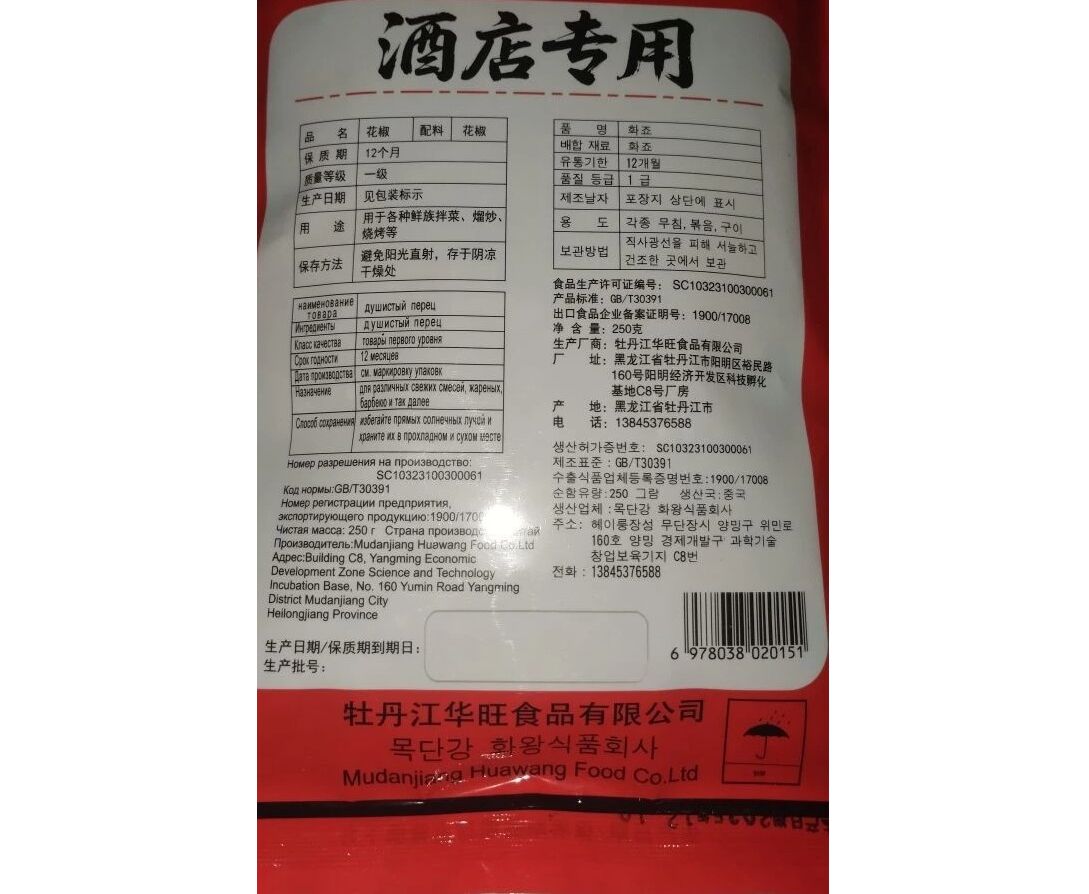 酒店专用
品 名 花椒 配料 花椒
保质期 12个月
质量等级 一级
生产日期 见包装标示
用 途 用于各种鲜族拌菜、熘炒、
烧烤等
保存方法 避免阳光直射，存于阴凉
干燥处
наименование
товара душистый перец
Ингредиенты душистый перец
Класс качества товары первого уровня
Срок годности 12 месяцев
Дата производства см. маркировку упаковк
Назначение для различных свежих смесей, жареных,
барбекю и так далее
Способ сохранения избегайте прямых солнечных лучой и
храните их в прохладном и сухом месте
Номер разрешения на производство:
SC10323100300061
Код нормы:GB/T30391
Номер регистрации предприятия,
экспортирующего продукцию:1900/1700
Чистая масса: 250 г Страна производс
Производитель:Mudanjiang Huawang Food Co.Ltd
Адрес:Building C8, Yangming Economic
Development Zone Science and Technology
Incubation Base, No. 160 Yumin Road Yangming
District Mudanjiang City
Heilongjiang Province
品 명 화죠
배합 재료 화죠
유통기한 12개월
품질 등급 1 급
제조날자 포장지 상단에 표시
용 도 각종 무침, 볶음, 구이
보관방법 직사광선을 피해 서늘하고
건조한 곳에서 보관
食品生产许可证编号： SC10323100300061
产品标准：GB/T30391
出口食品企业备案证明号：1900/17008
净 含 量：250克
生产厂商：牡丹江华旺食品有限公司
厂 址：黑龙江省牡丹江市阳明区裕民路
160号阳明经济开发区科技孵化
基地C8号厂房
产 地：黑龙江省牡丹江市
电 话：13845376588
생산허가증번호： SC10323100300061
제조표준：GB/T30391
수출식품업체등록증명번호:1900/17008
순함유량:250 그람 생산국:중국
생산업체:목단강 화왕식품회사
주소： 헤이룽장성 무단장시 양밍구 위민로
160호 양밍 경제개발구 과학기술
창업보육기지 C8번
전화：13845376588
6 978038 020151
生产日期/保质期到期日：
生产批号：
牡丹江华旺食品有限公司
목단강 화왕식품회사
Mudanjiang Huawang Food Co.Ltd